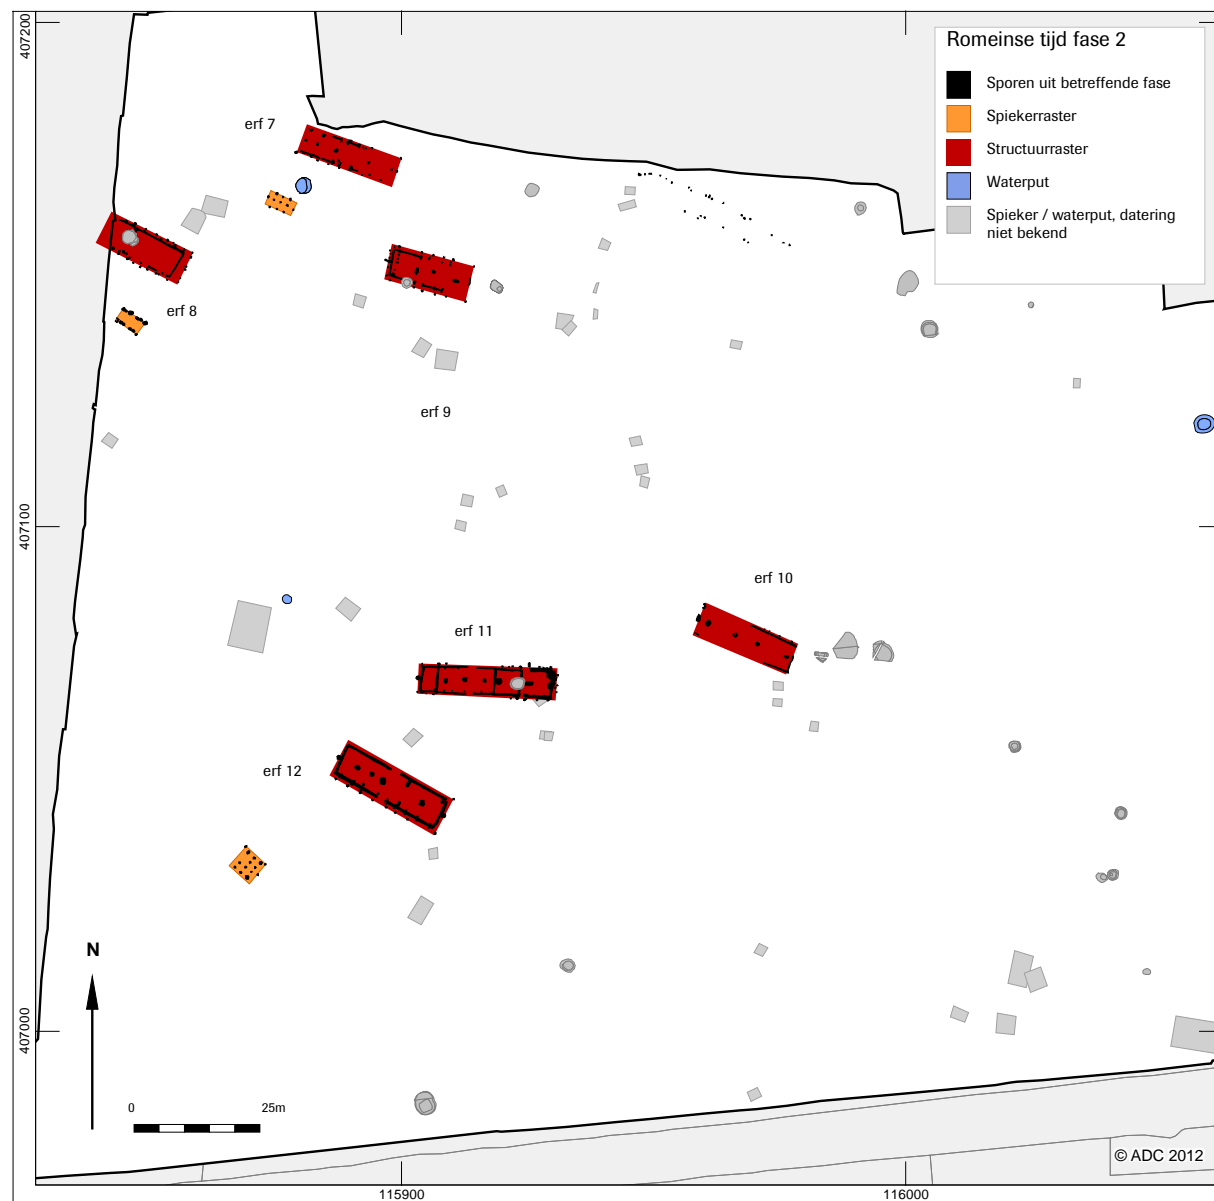 Romeinse tijd fase 2
Sporen uit betreffende fase
Spiekerraster
Structuurraster
Waterput
Spieker / waterput, datering
niet bekend
407200
erf 7
erf 8
erf 9
407100
erf 10
erf 11
erf 12
N
407000
0 25m
© ADC 2012
115900 116000